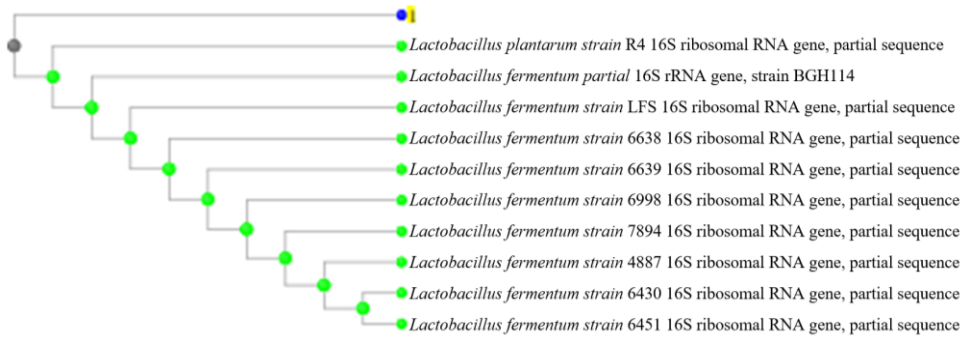 1
Lactobacillus plantarum strain R4 16S ribosomal RNA gene, partial sequence
Lactobacillus fermentum partial 16S rRNA gene, strain BGH114
Lactobacillus fermentum strain LFS 16S ribosomal RNA gene, partial sequence
Lactobacillus fermentum strain 6638 16S ribosomal RNA gene, partial sequence
Lactobacillus fermentum strain 6639 16S ribosomal RNA gene, partial sequence
Lactobacillus fermentum strain 6998 16S ribosomal RNA gene, partial sequence
Lactobacillus fermentum strain 7894 16S ribosomal RNA gene, partial sequence
Lactobacillus fermentum strain 4887 16S ribosomal RNA gene, partial sequence
Lactobacillus fermentum strain 6430 16S ribosomal RNA gene, partial sequence
Lactobacillus fermentum strain 6451 16S ribosomal RNA gene, partial sequence